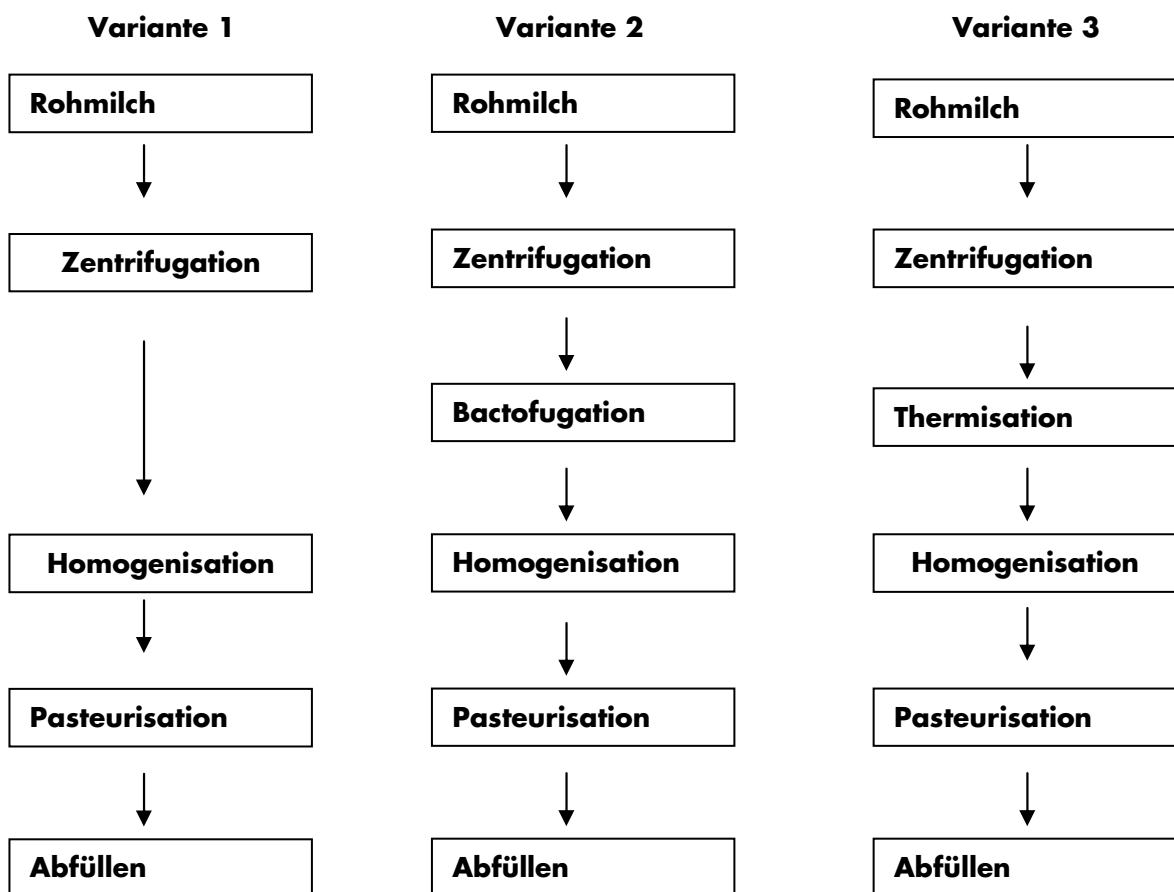 Variante 1
Rohmilch
Zentrifugation
Homogenisation
Pasteurisation
Abfüllen
Variante 2
Rohmilch
Zentrifugation
Bactofugation
Homogenisation
Pasteurisation
Abfüllen
Variante 3
Rohmilch
Zentrifugation
Thermisation
Homogenisation
Pasteurisation
Abfüllen